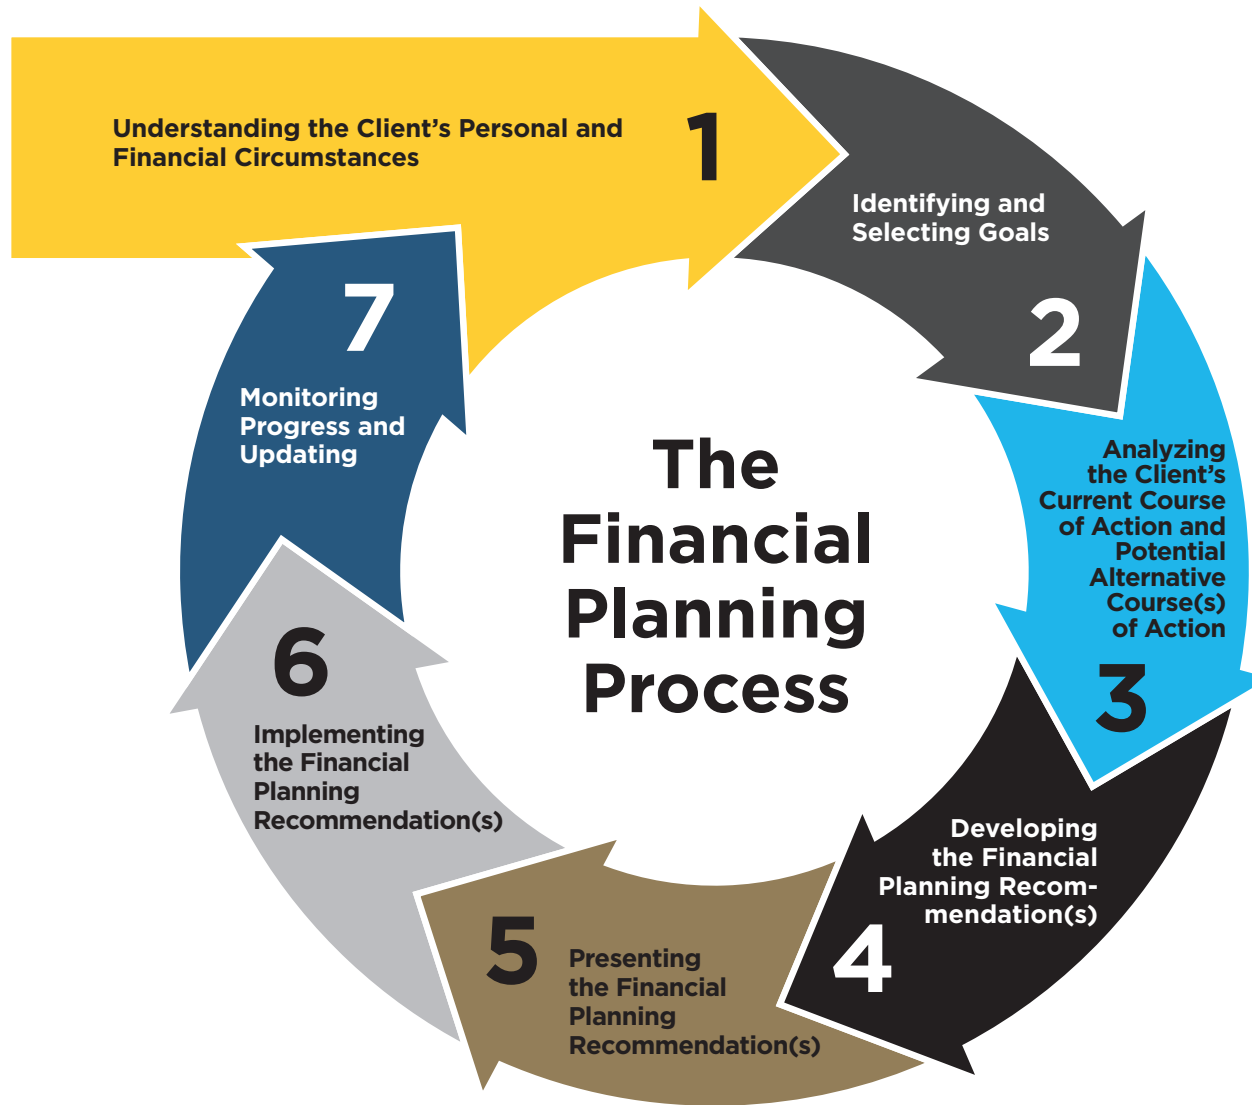 Understanding the Client’s Personal and
Financial Circumstances
1
Identifying and
Selecting Goals
2
Analyzing
the Client’s
Current Course
of Action and
Potential
Alternative
Course(s)
of Action
3
Developing
the Financial
Planning Recom-
mendation(s)
4
Presenting
the Financial
Planning
Recommendation(s)
5
Implementing
the Financial
Planning
Recommendation(s)
6
Monitoring
Progress and
Updating
7
The
Financial
Planning
Process